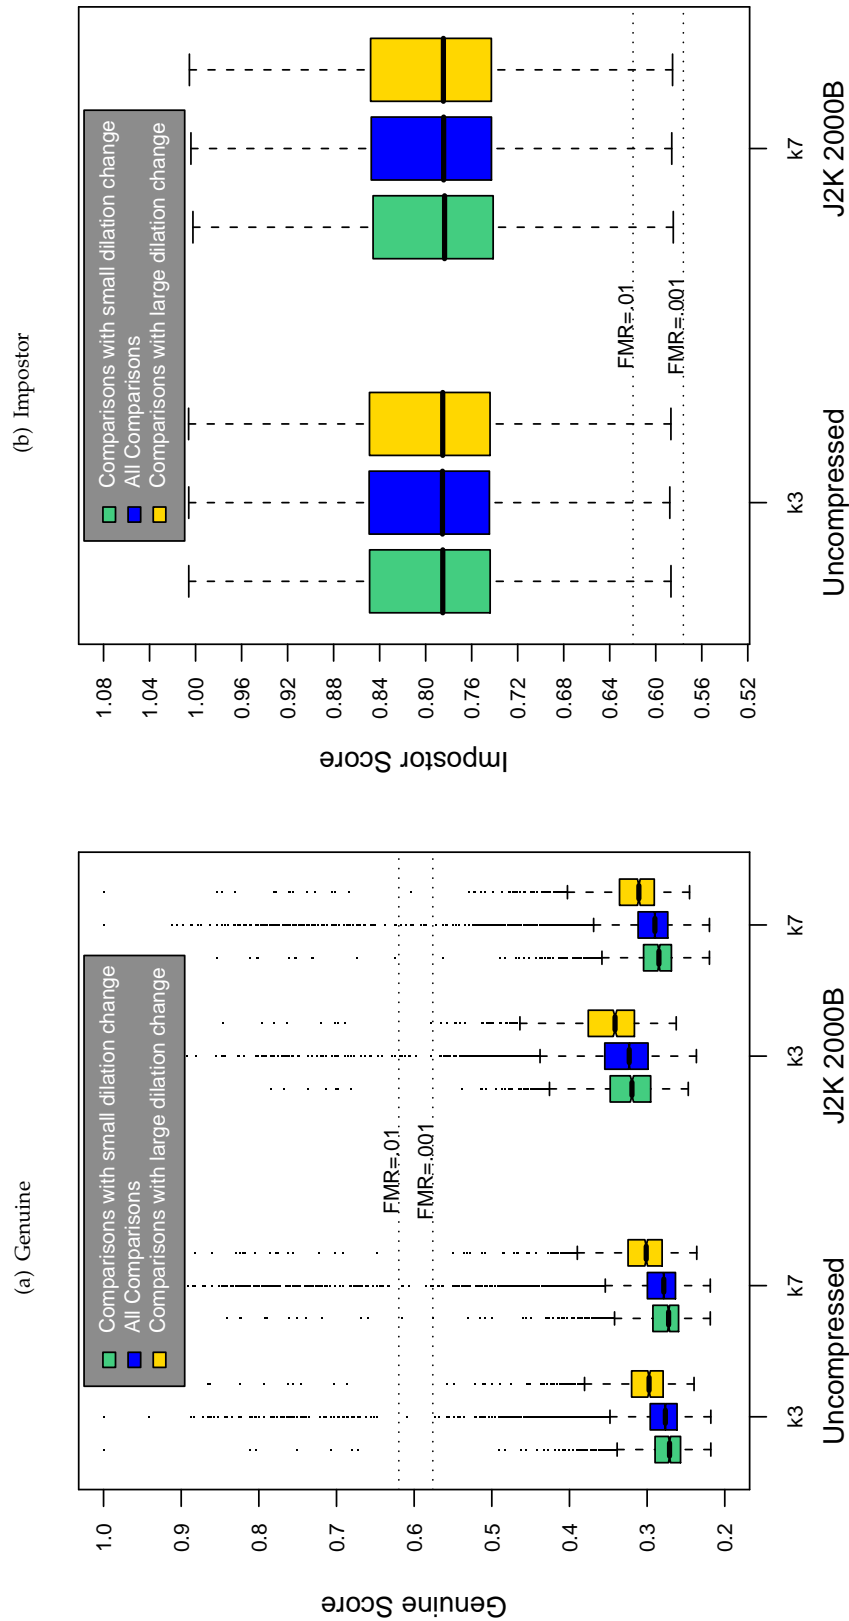 (a) Genuine
Comparisons with small dilation change
All Comparisons
Comparisons with large dilation change
Genuine Score
1.0
0.9
0.8
0.7
0.6
0.5
0.4
0.3
0.2
FMR=.01
FMR=.001
k3
k7
k3
k7
Uncompressed
J2K 2000B
(b) Impostor
Comparisons with small dilation change
All Comparisons
Comparisons with large dilation change
Impostor Score
1.08
1.04
1.00
0.96
0.92
0.88
0.84
0.80
0.76
0.72
0.68
0.64
0.60
0.56
0.52
FMR=.01
FMR=.001
k3
k7
Uncompressed
J2K 2000B